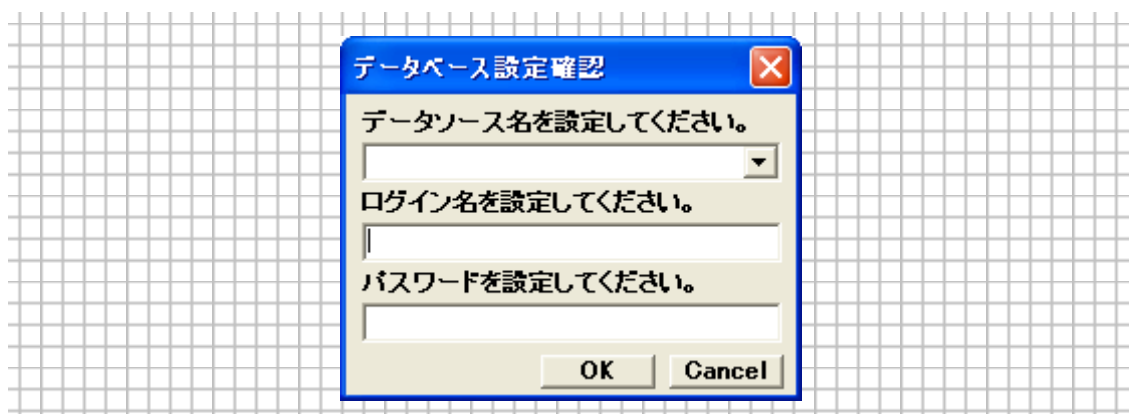 データベース設定確認
データソース名を設定してください。
ログイン名を設定してください。
パスワードを設定してください。
OK Cancel